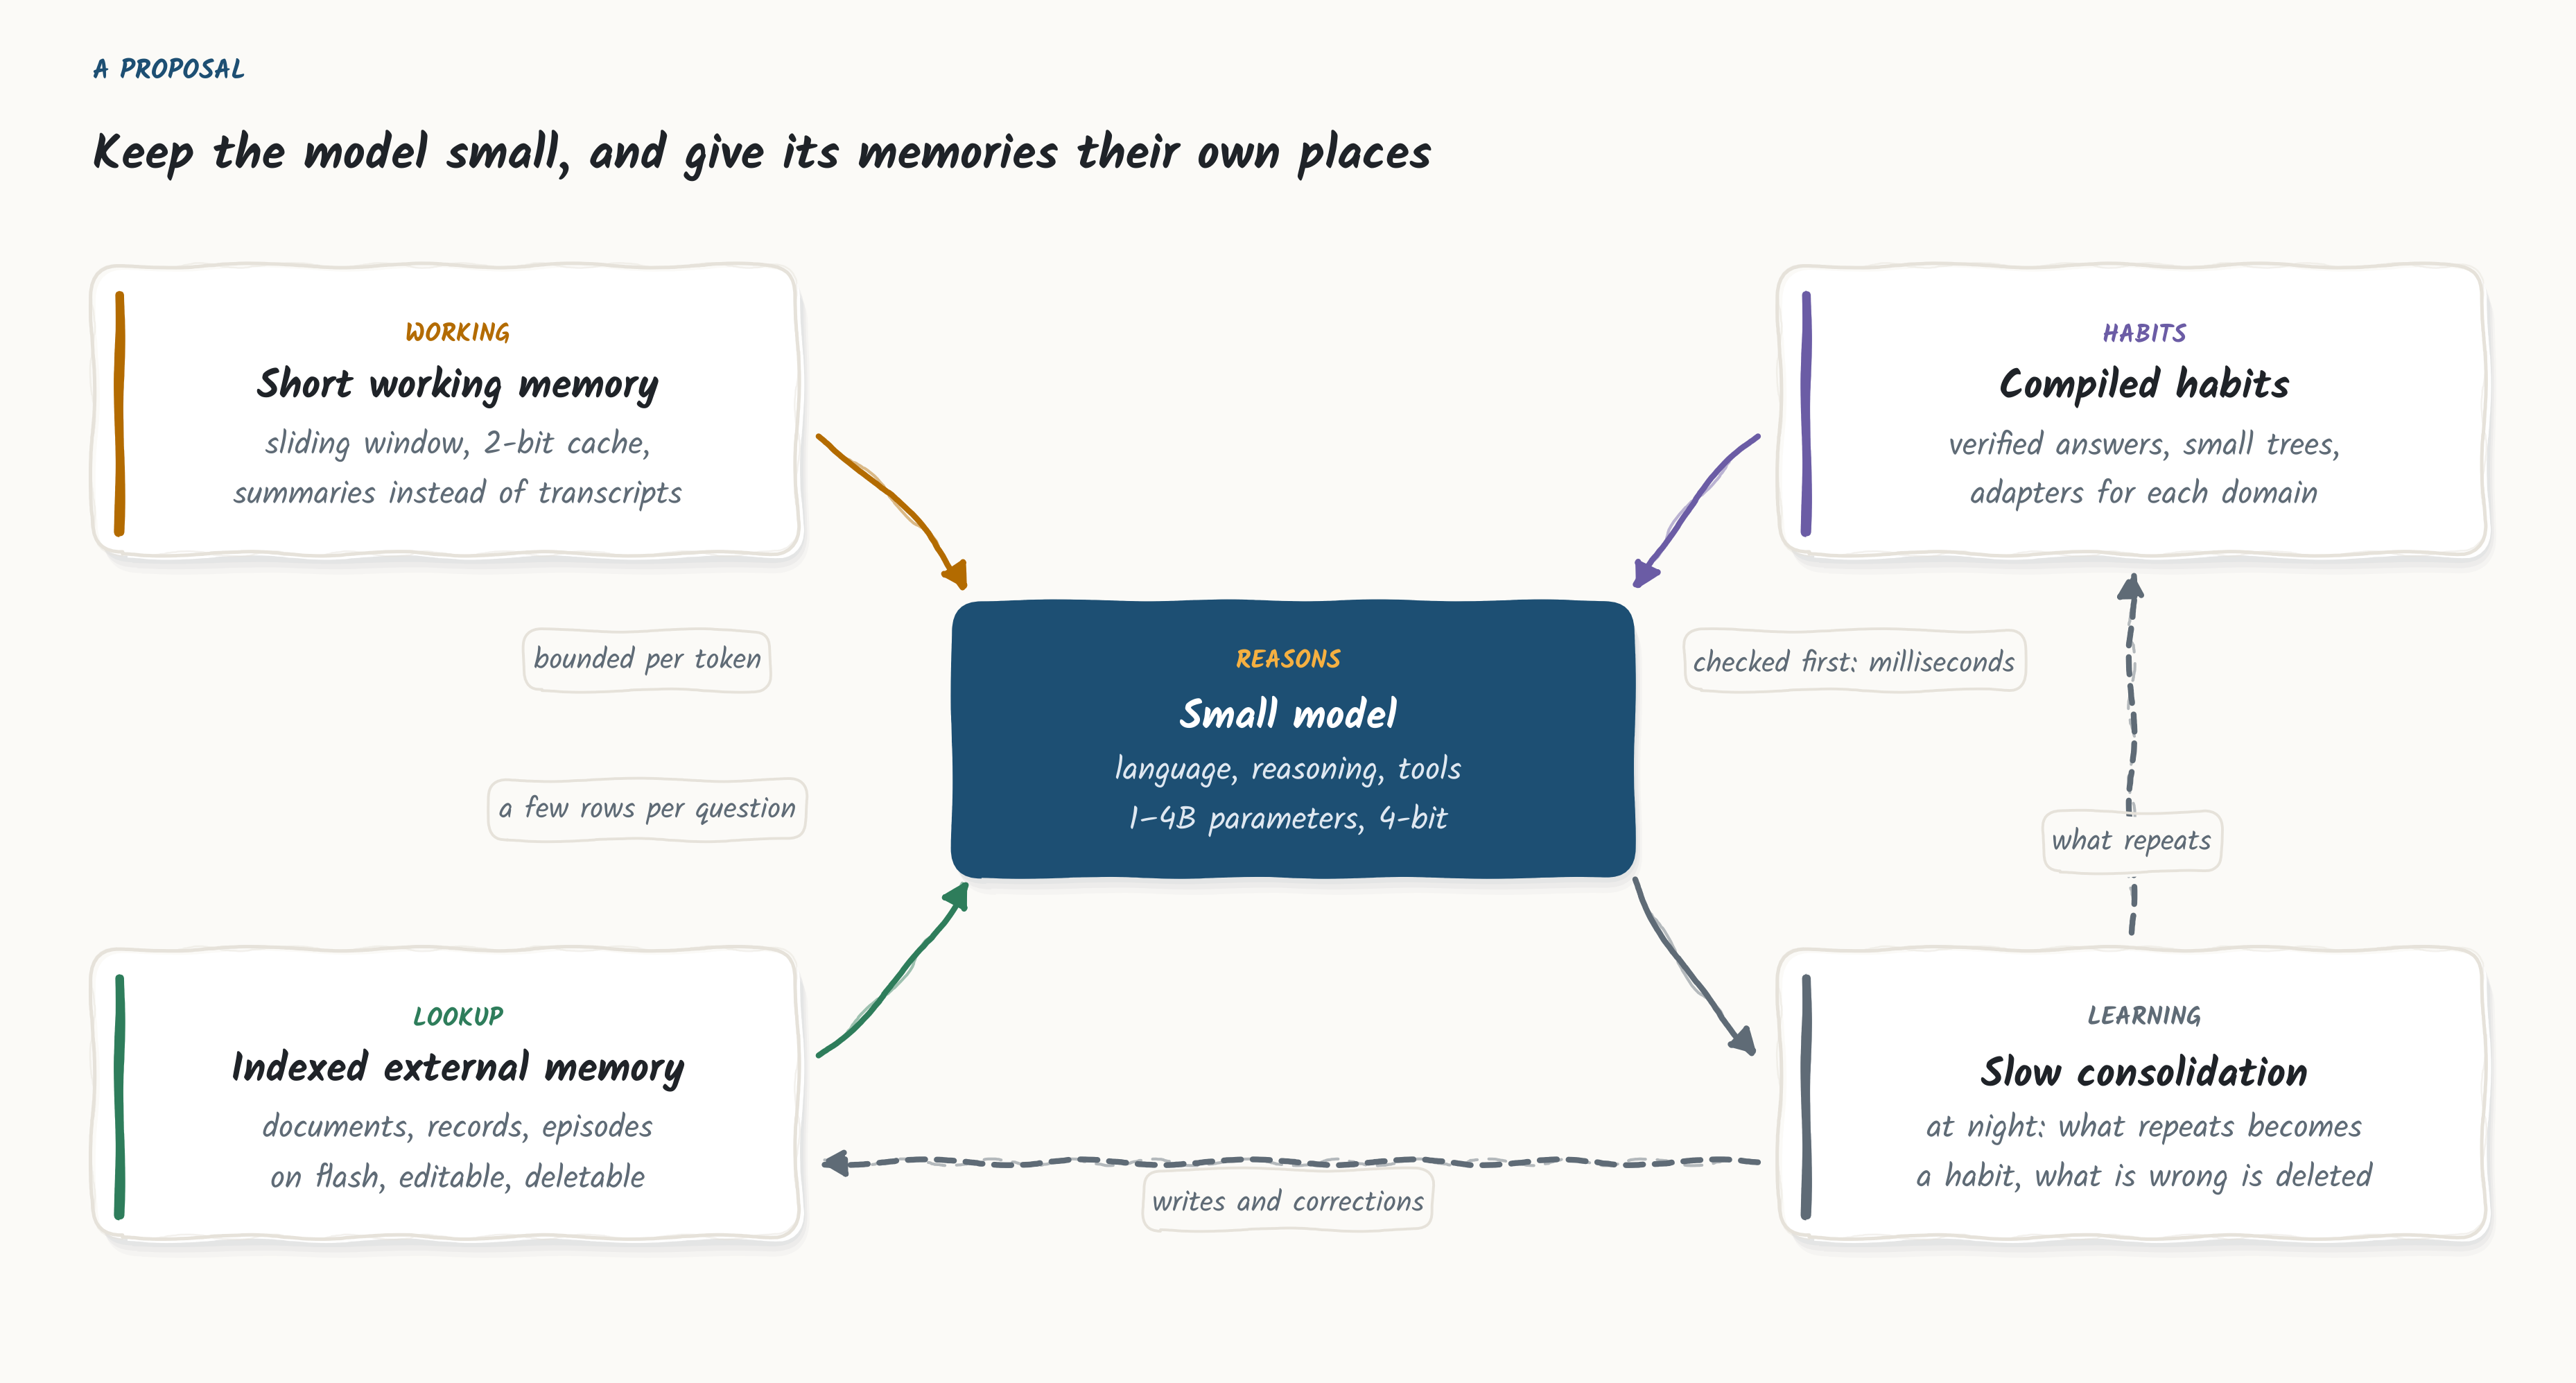 A PROPOSAL
Keep the model small, and give its memories their own places
WORKING
Short working memory
sliding window, 2-bit cache,
summaries instead of transcripts
HABITS
Compiled habits
verified answers, small trees,
adapters for each domain
bounded per token
REASONS
Small model
language, reasoning, tools
1–4B parameters, 4-bit
checked first: milliseconds
a few rows per question
what repeats
LOOKUP
Indexed external memory
documents, records, episodes
on flash, editable, deletable
LEARNING
Slow consolidation
at night: what repeats becomes
a habit, what is wrong is deleted
writes and corrections